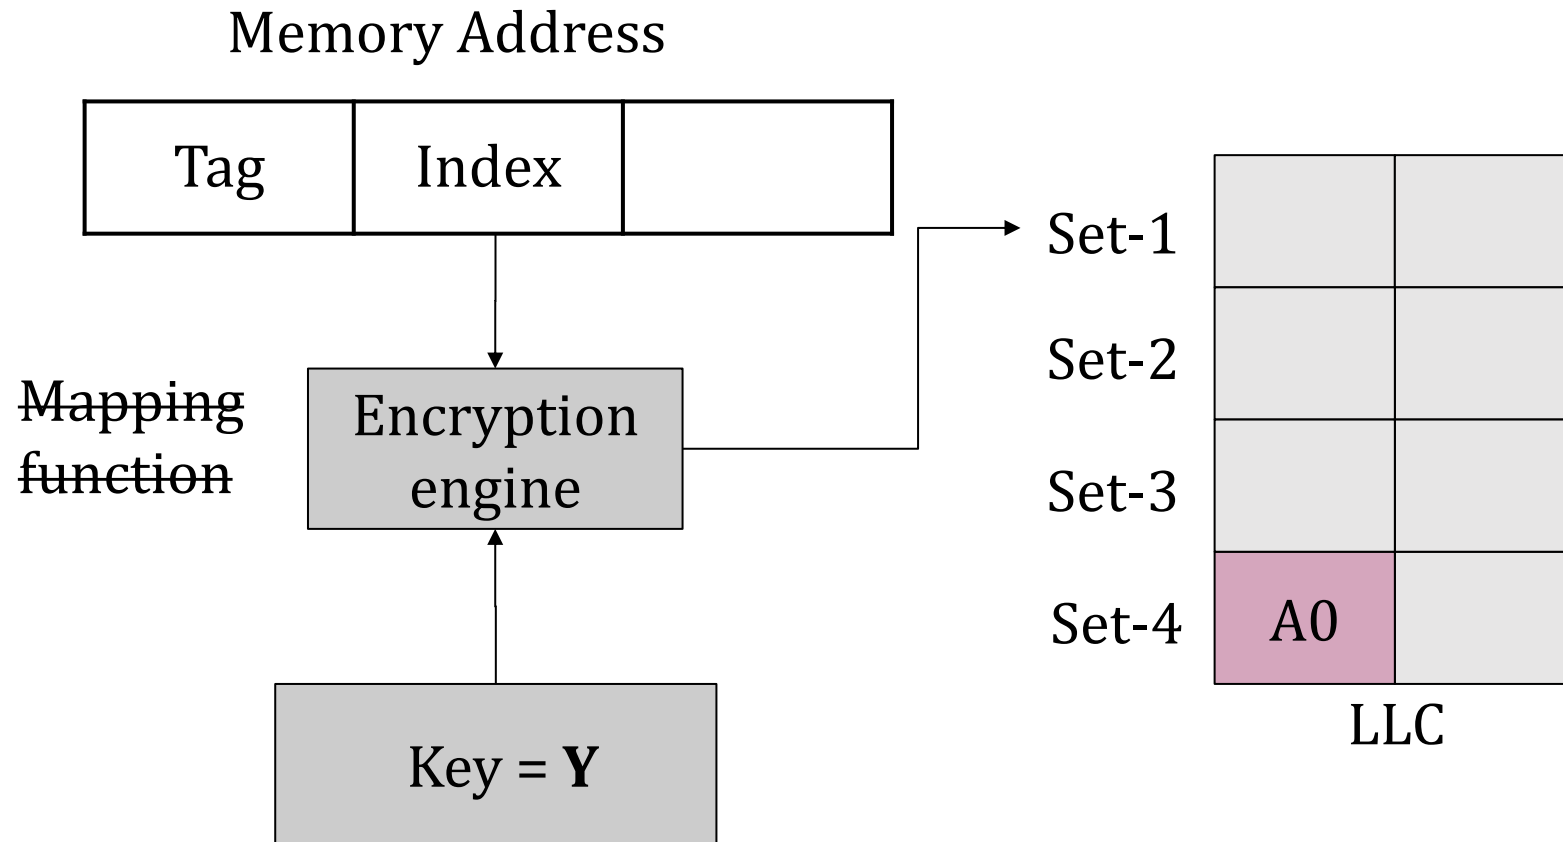 Memory Address
Tag Index
Set-1
Set-2
Mapping
function
Encryption
engine
Set-3
Set-4 A0
LLC
Key = Y